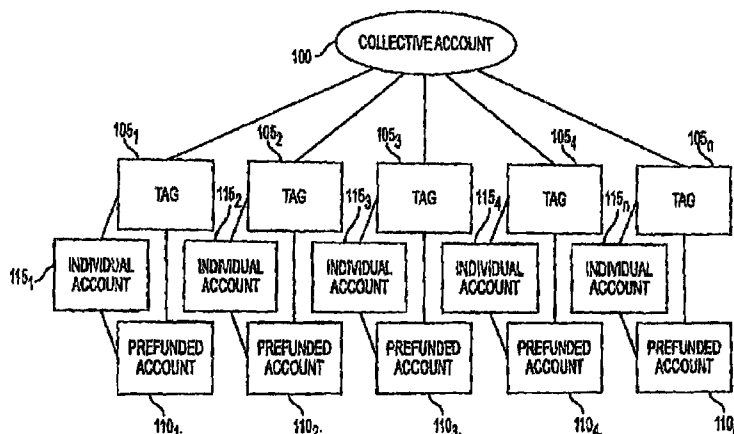 COLLECTIVE ACCOUNT
100
105₁
105₂
105₃
105₄
105ₙ
TAG
TAG
TAG
TAG
TAG
115₂
115₃
115₄
115ₙ
115₁
INDIVIDUAL
ACCOUNT
INDIVIDUAL
ACCOUNT
INDIVIDUAL
ACCOUNT
INDIVIDUAL
ACCOUNT
INDIVIDUAL
ACCOUNT
PREFUNDED
ACCOUNT
PREFUNDED
ACCOUNT
PREFUNDED
ACCOUNT
PREFUNDED
ACCOUNT
PREFUNDED
ACCOUNT
110₁
110₂
110₃
110₄